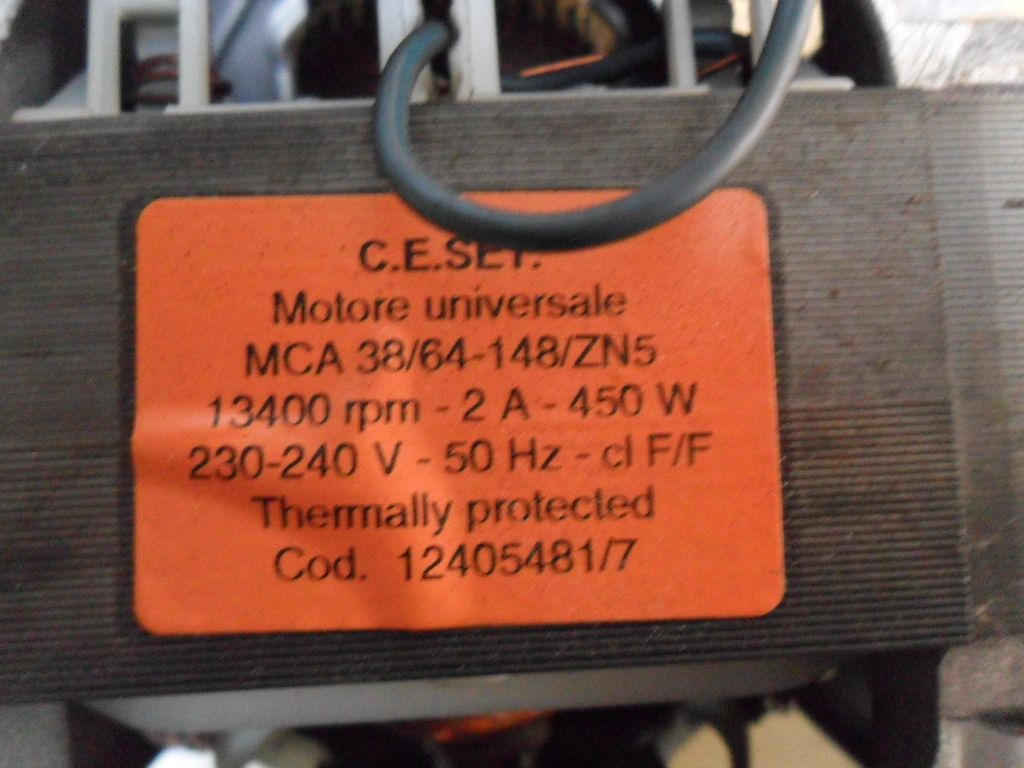 C.E.SET.
Motore universale
MCA 38/64-148/ZN5
13400 rpm - 2 A - 450 W
230-240 V - 50 Hz - cl F/F
Thermally protected
Cod. 12405481/7